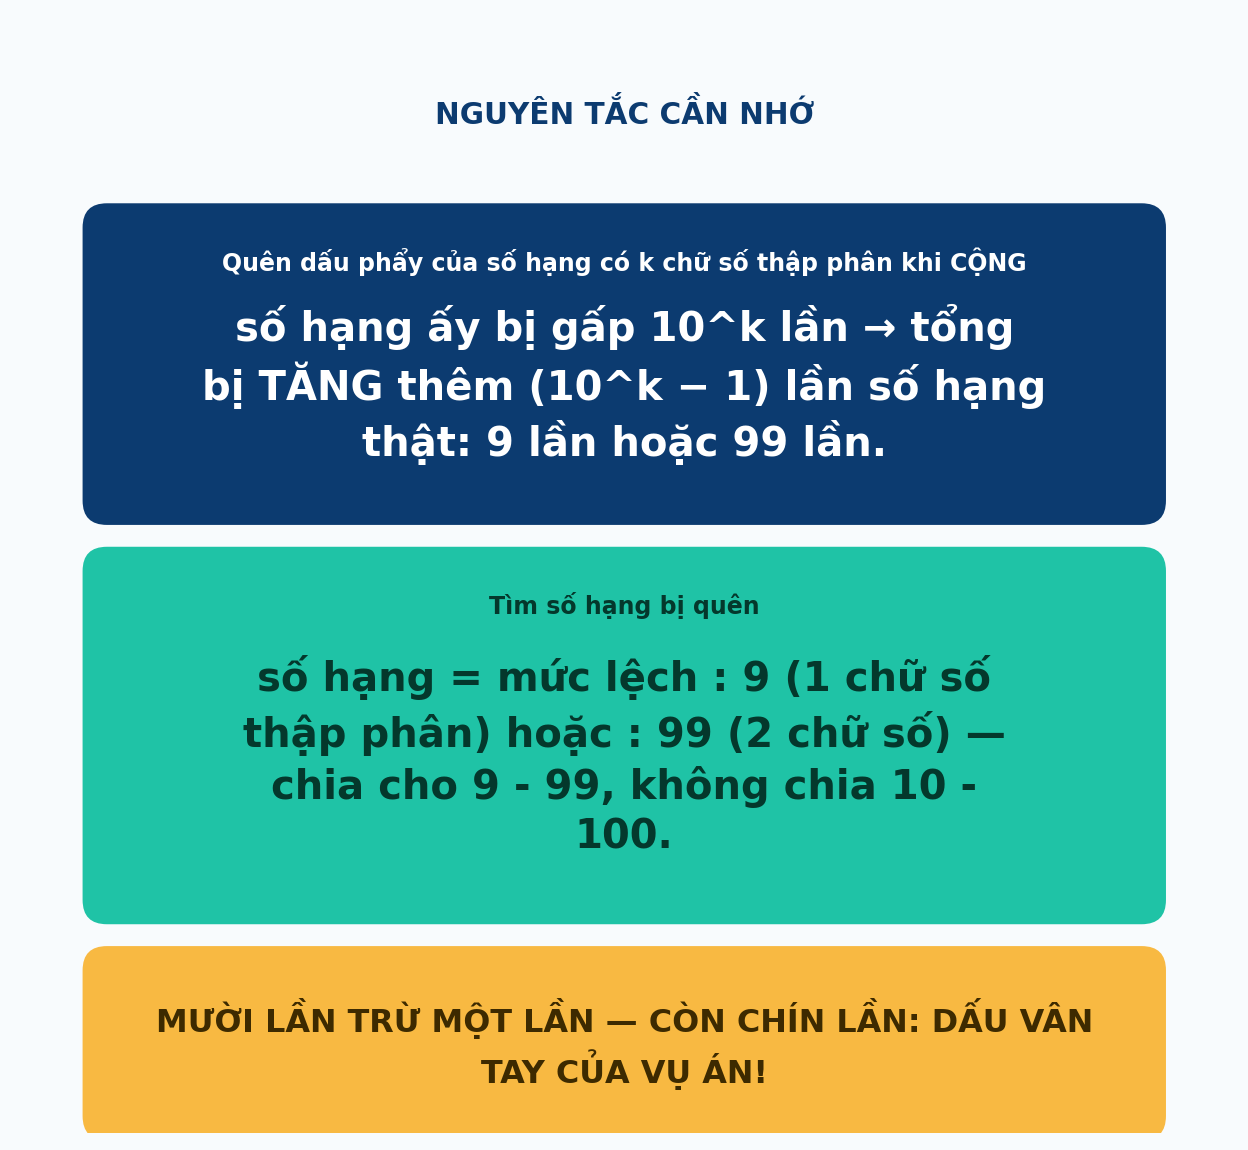 NGUYÊN TẮC CẦN NHỚ
Quên dấu phẩy của số hạng có k chữ số thập phân khi CỘNG
số hạng ấy bị gấp 10^k lần → tổng
bị TĂNG thêm (10^k − 1) lần số hạng
thật: 9 lần hoặc 99 lần.
Tìm số hạng bị quên
số hạng = mức lệch : 9 (1 chữ số
thập phân) hoặc : 99 (2 chữ số) —
chia cho 9 - 99, không chia 10 -
100.
MƯỜI LẦN TRỪ MỘT LẦN — CÒN CHÍN LẦN: DẤU VÂN
TAY CỦA VỤ ÁN!